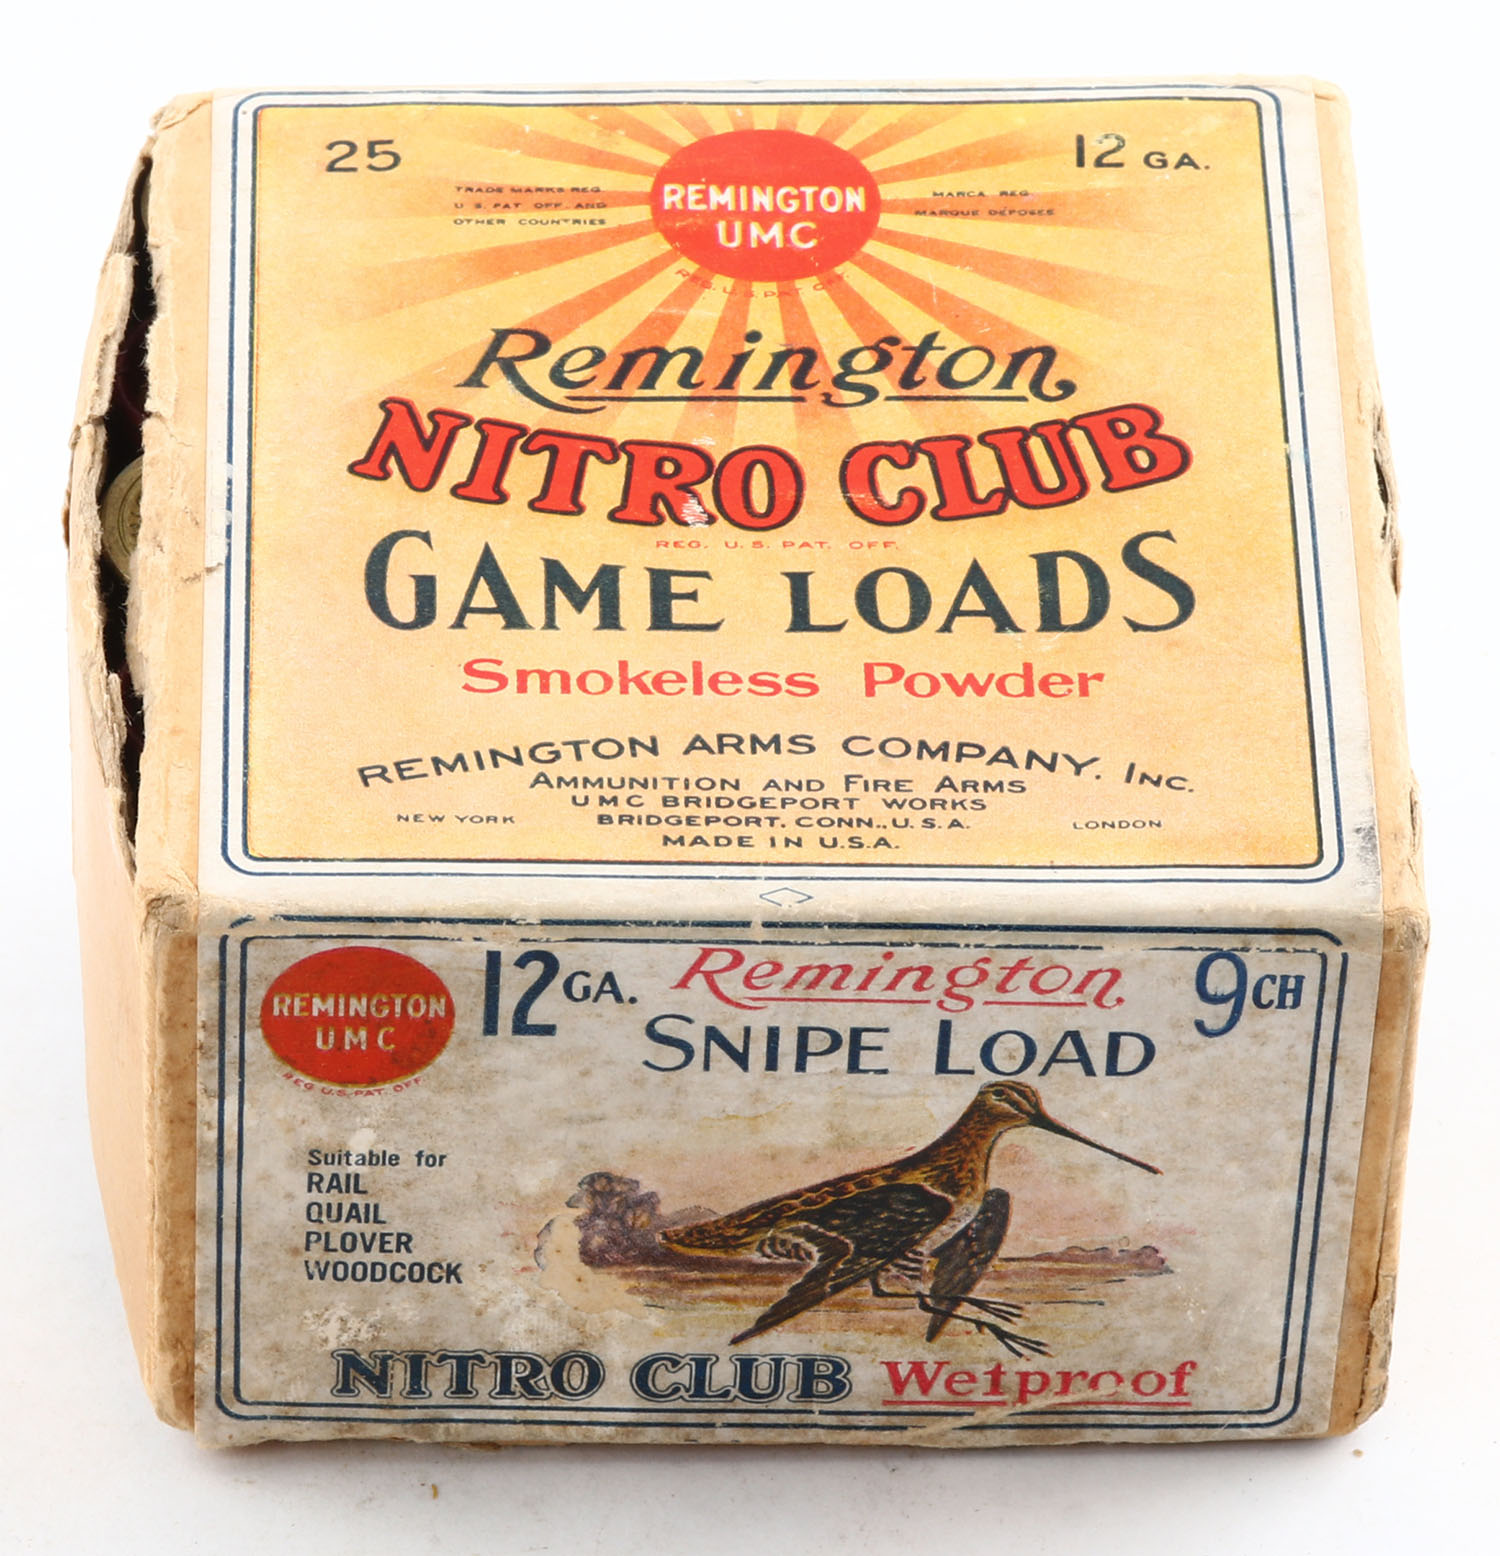 25
12 GA.
TRADE MARKS REG.
U.S. PAT. OFF. AND
OTHER COUNTRIES
REMINGTON
UMC
REG. U.S. PAT. OFF.
MARCA REG.
MARQUE DÉPOSÉE
Remington
NITRO CLUB
REG. U.S. PAT. OFF.
GAME LOADS
Smokeless Powder
REMINGTON ARMS COMPANY, INC.
AMMUNITION AND FIRE ARMS
UMC BRIDGEPORT WORKS
NEW YORK
BRIDGEPORT, CONN., U.S.A.
LONDON
MADE IN U.S.A.
REMINGTON
UMC
REG U.S. PAT. OFF.
12 GA.
Remington
9 CH
SNIPE LOAD
Suitable for
RAIL
QUAIL
PLOVER
WOODCOCK
NITRO CLUB Wetproof